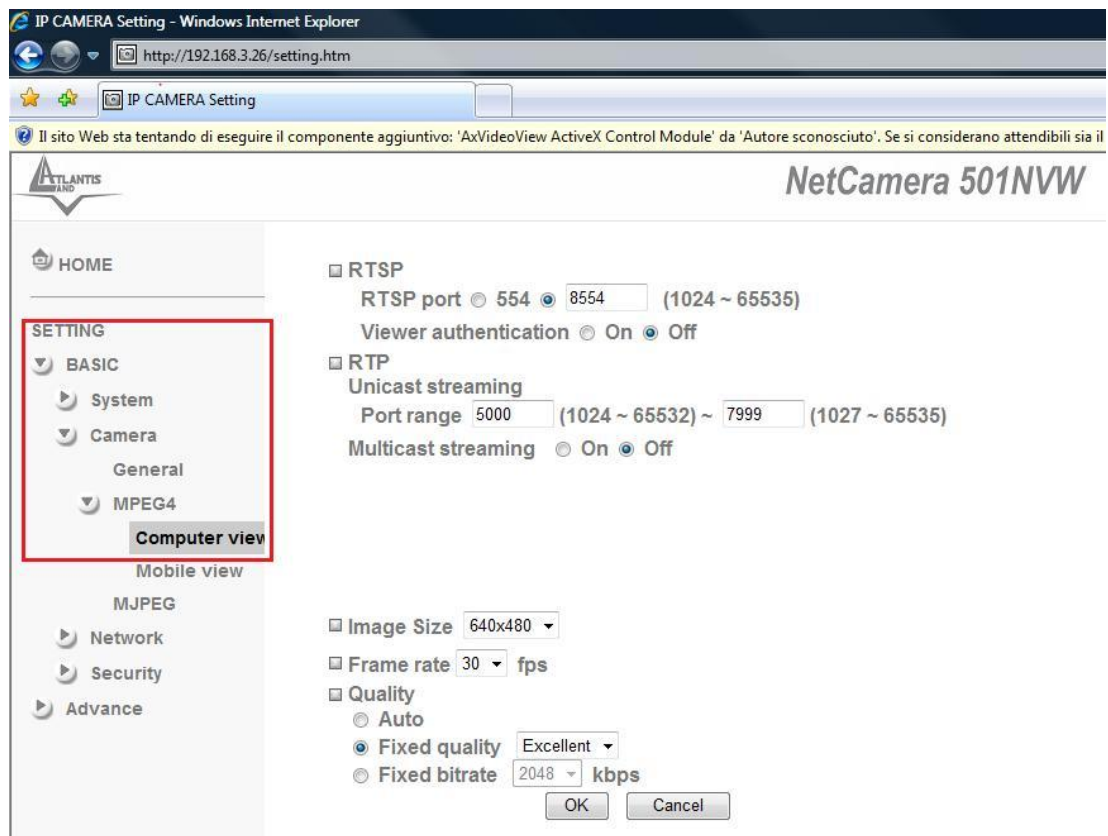 IP CAMERA Setting - Windows Internet Explorer
http://192.168.3.26/setting.htm
IP CAMERA Setting
Il sito Web sta tentando di eseguire il componente aggiuntivo: 'AxVideoView ActiveX Control Module' da 'Autore sconosciuto'. Se si considerano attendibili sia il
ATLANTIS
LAND
NetCamera 501NVW
HOME
SETTING
BASIC
System
Camera
General
MPEG4
Computer view
Mobile view
MJPEG
Network
Security
Advance
RTSP
RTSP port 554 8554 (1024 ~ 65535)
Viewer authentication On Off
RTP
Unicast streaming
Port range 5000 (1024 ~ 65532) ~ 7999 (1027 ~ 65535)
Multicast streaming On Off
Image Size 640x480
Frame rate 30 fps
Quality
Auto
Fixed quality Excellent
Fixed bitrate 2048 kbps
OK Cancel